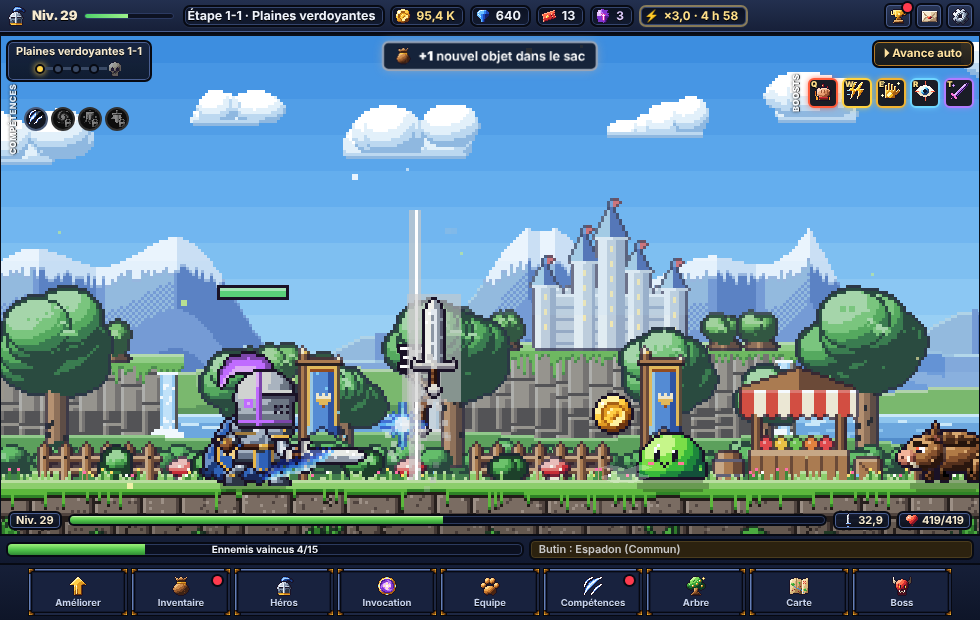 Niv. 29
Étape 1-1 · Plaines verdoyantes
95,4 K
640
13
3
×3,0 · 4 h 58
Plaines verdoyantes 1-1
+1 nouvel objet dans le sac
Avance auto
COMPÉTENCES
BOOSTS
Q
W
E
R
T
Niv. 29
32,9
419/419
Ennemis vaincus 4/15
Butin : Espadon (Commun)
Améliorer
Inventaire
Héros
Invocation
Equipe
Compétences
Arbre
Carte
Boss